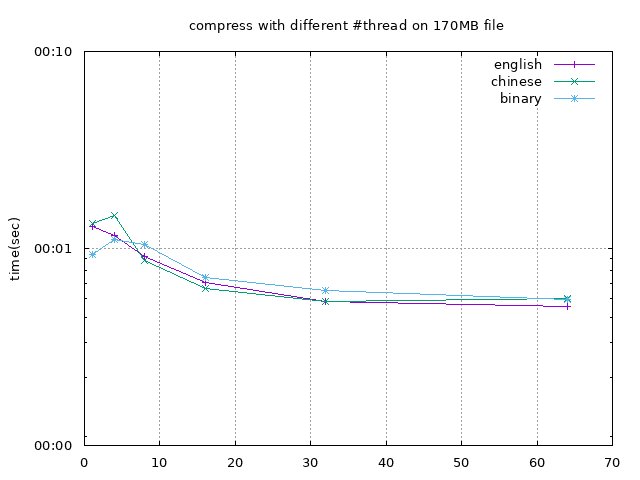 compress with different #thread on 170MB file
00:10
english
chinese
binary
time(sec)
00:01
00:00
0 10 20 30 40 50 60 70